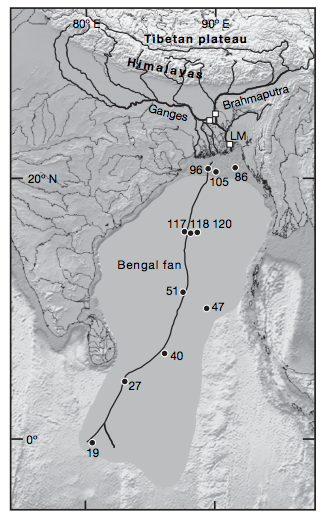 80° E 90° E
Tibetan plateau
Himalayas
Ganges
Brahmaputra
LM
20° N
96
105
86
117 118 120
Bengal fan
51
47
40
27
0°
19